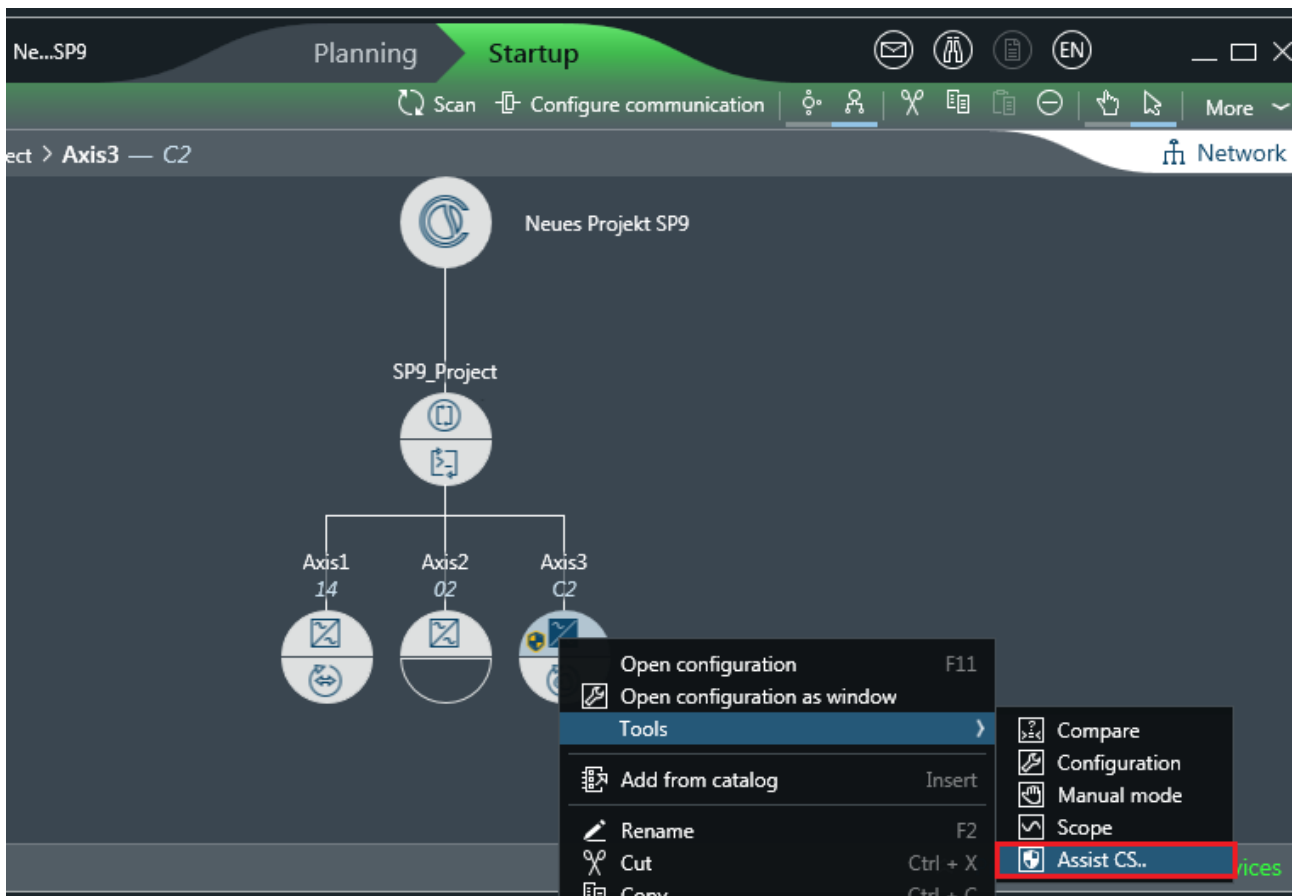 Ne...SP9
Planning
Startup
EN
Scan
Configure communication
More
ect > Axis3 — C2
Network
Neues Projekt SP9
SP9_Project
Axis1
Axis2
Axis3
14
02
C2
Open configuration F11
Open configuration as window
Tools
Compare
Configuration
Add from catalog Insert
Manual mode
Scope
Rename F2
Assist CS..
Cut Ctrl + X
vices
Copy Ctrl + C